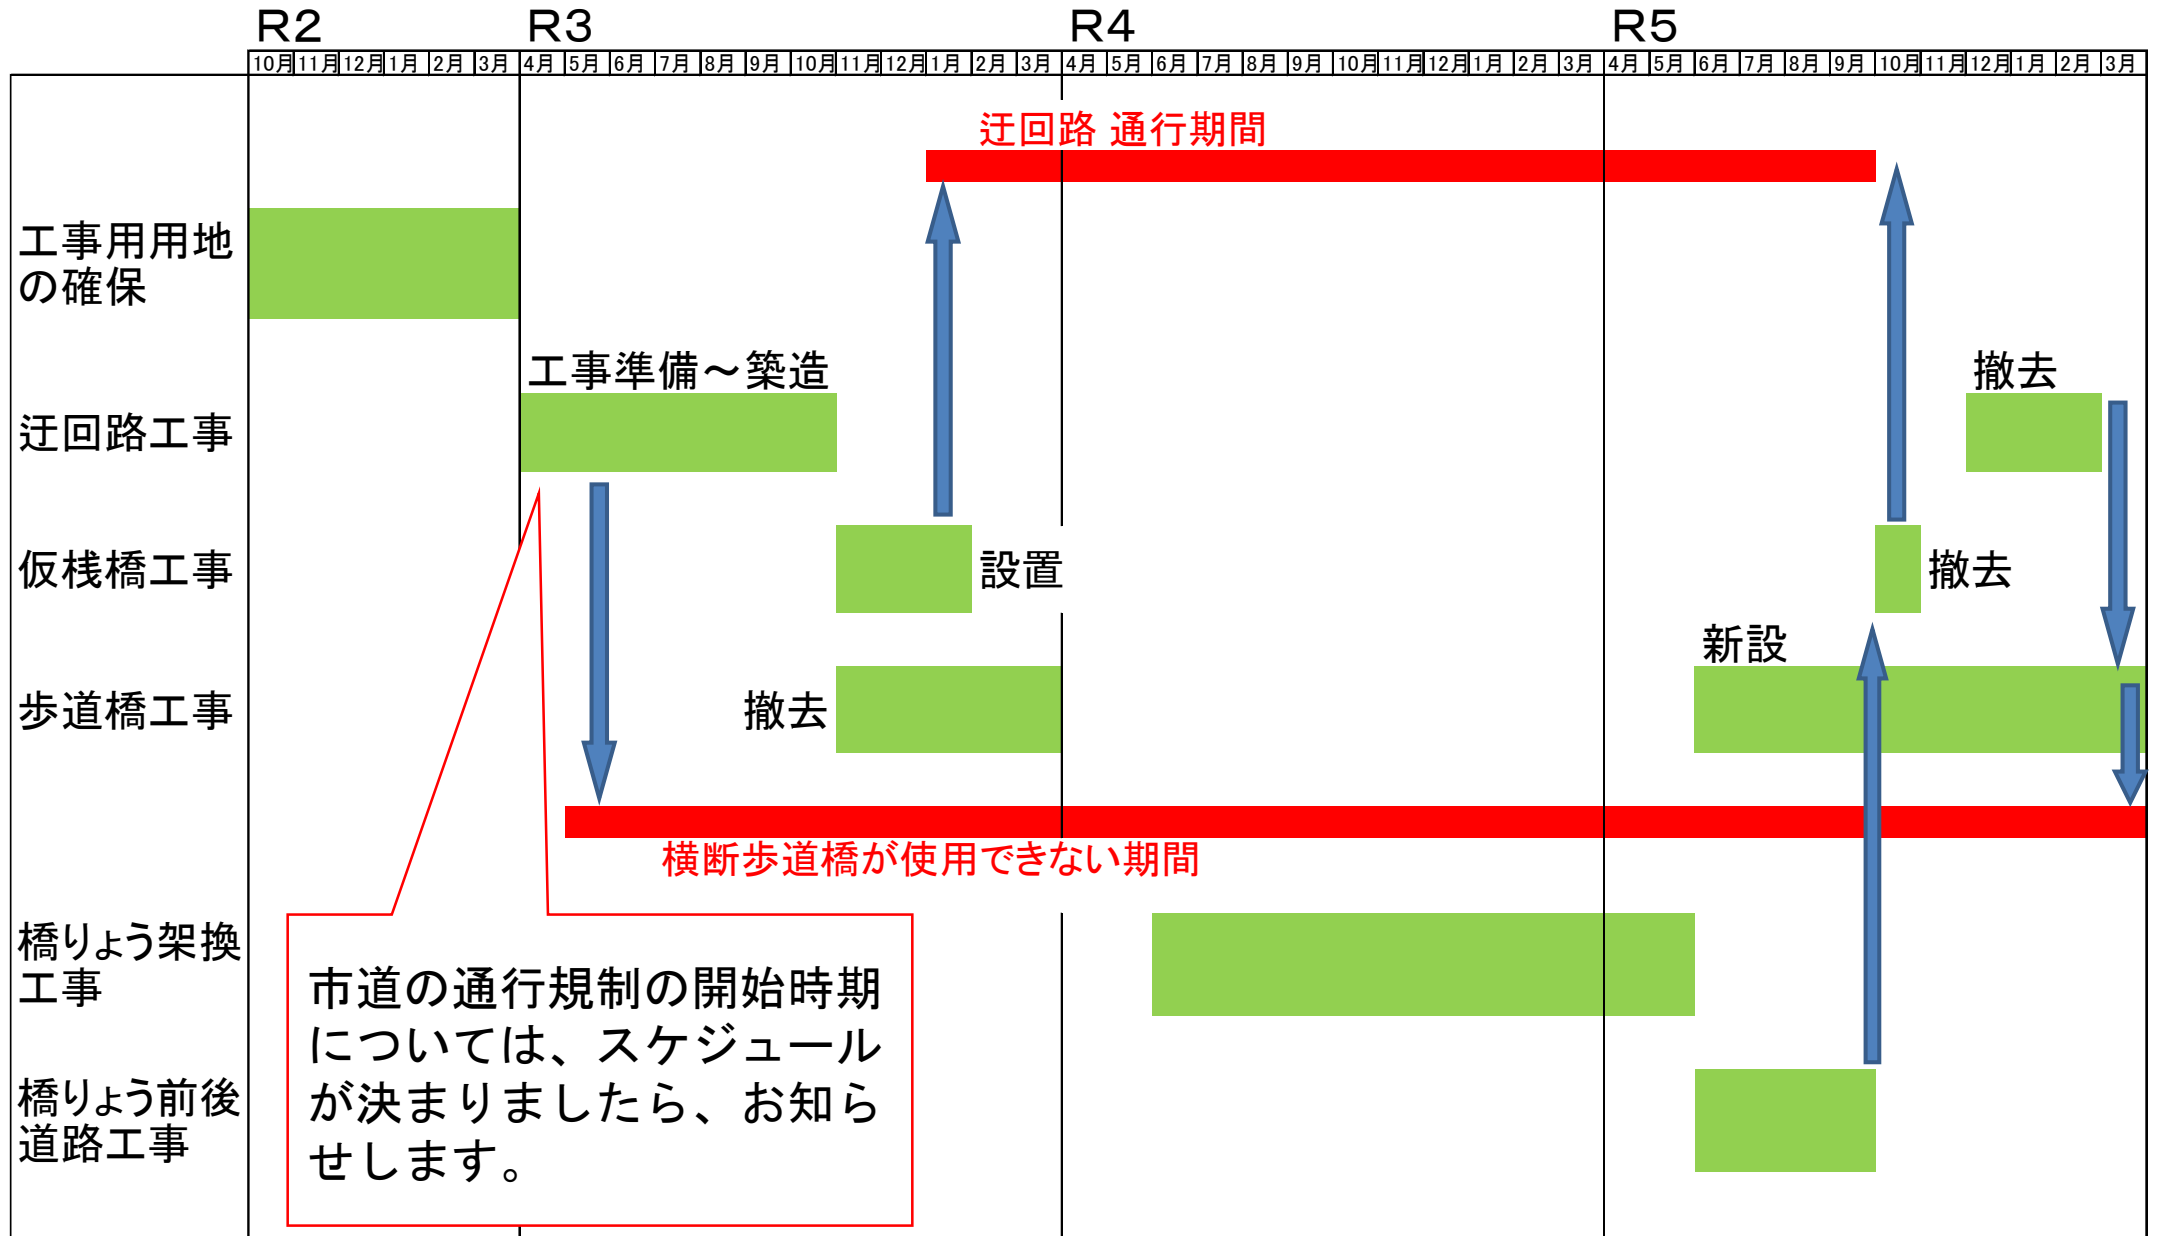 R2 R3 R4 R5
10月 11月 12月 1月 2月 3月 4月 5月 6月 7月 8月 9月 10月 11月 12月 1月 2月 3月 4月 5月 6月 7月 8月 9月 10月 11月 12月 1月 2月 3月 4月 5月 6月 7月 8月 9月 10月 11月 12月 1月 2月 3月
迂回路 通行期間
工事用用地
の確保
工事準備～築造
撤去
迂回路工事
仮桟橋工事
設置
撤去
新設
歩道橋工事
撤去
横断歩道橋が使用できない期間
橋りょう架換
工事
市道の通行規制の開始時期
については、スケジュール
が決まりましたら、お知ら
せします。
橋りょう前後
道路工事